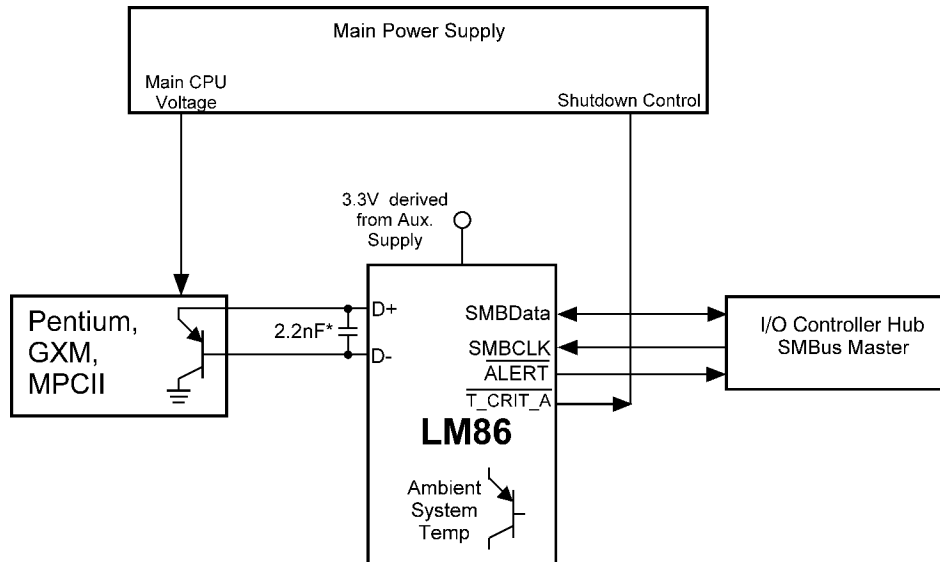 Main Power Supply
Main CPU
Voltage
Shutdown Control
3.3V derived
from Aux.
Supply
Pentium,
GXM,
MPCII
2.2nF*
D+
D-
SMBData
SMBCLK
ALERT
T_CRIT_A
LM86
Ambient
System
Temp
I/O Controller Hub
SMBus Master